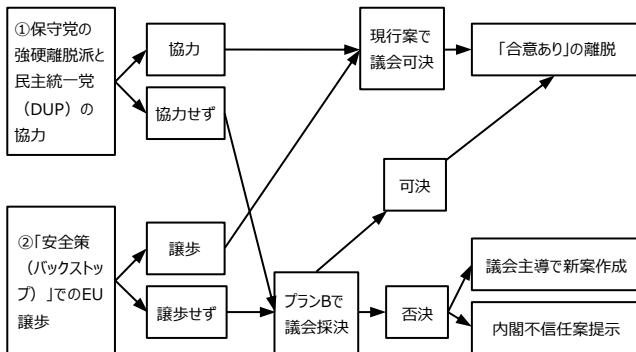 ①保守党の
強硬離脱派と
民主統一党
（DUP）の
協力
協力
協力せず
現行案で
議会可決
「合意あり」の離脱
可決
②「安全策
（バックストッ
プ）」でのEU
譲歩
譲歩
譲歩せず
プランBで
議会採決
否決
議会主導で新案作成
内閣不信任案提示